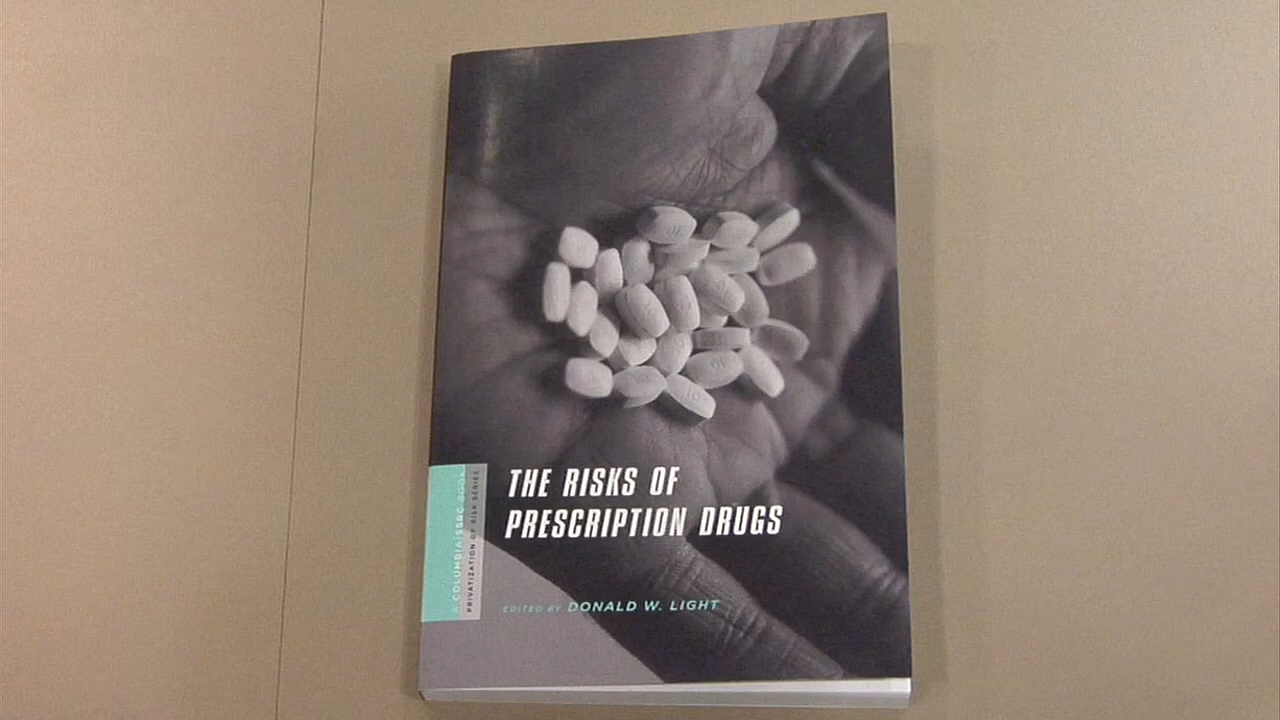 THE RISKS OF
PRESCRIPTION DRUGS
EDITED BY DONALD W. LIGHT
A COLUMBIA | SSRC BOOK
PRIVATIZATION OF RISK SERIES